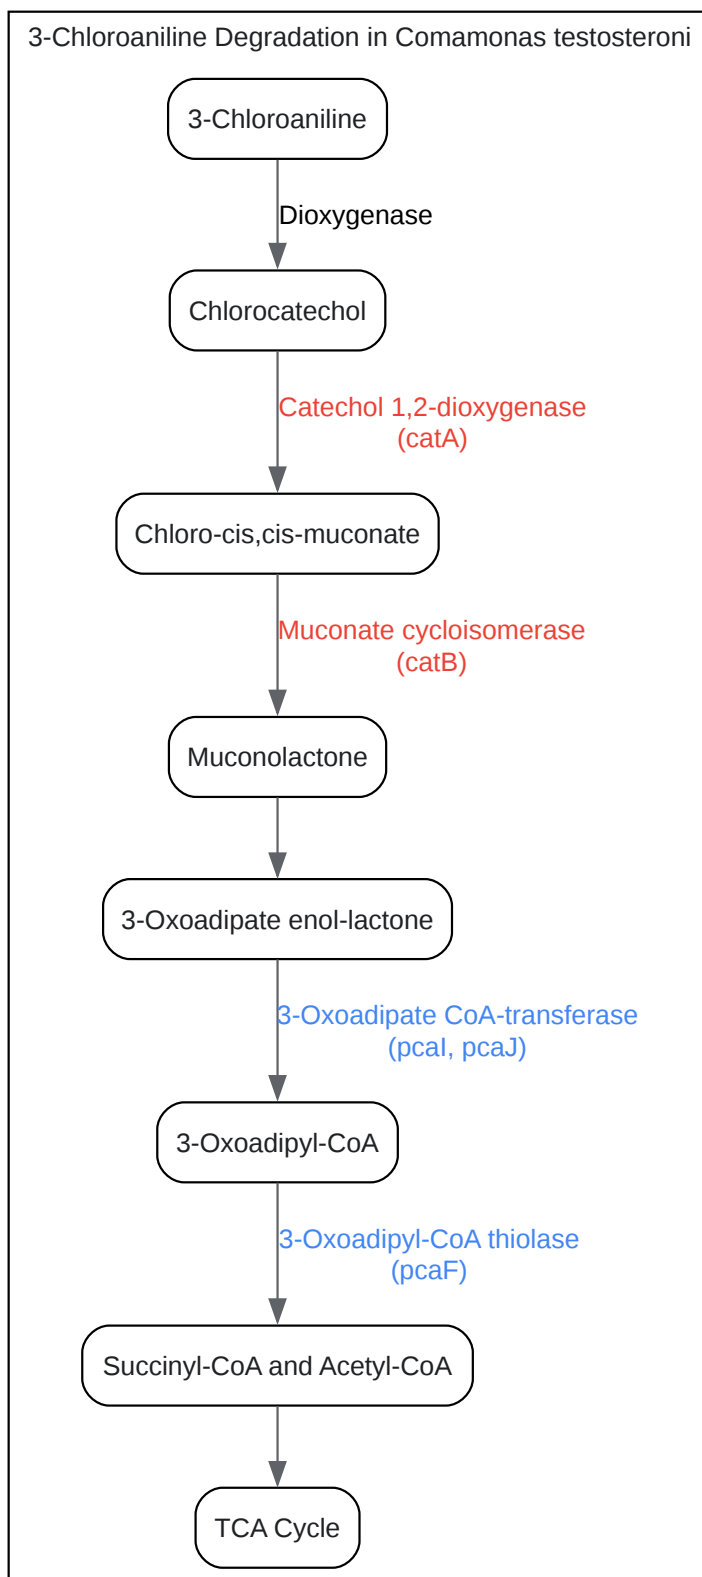 3-Chloroaniline Degradation in Comamonas testosteroni
3-Chloroaniline
Dioxygenase
Chlorocatechol
Catechol 1,2-dioxygenase
(catA)
Chloro-cis,cis-muconate
Muconate cycloisomerase
(catB)
Muconolactone
3-Oxoadipate enol-lactone
3-Oxoadipate CoA-transferase
(pcaI, pcaJ)
3-Oxoadipyl-CoA
3-Oxoadipyl-CoA thiolase
(pcaF)
Succinyl-CoA and Acetyl-CoA
TCA Cycle